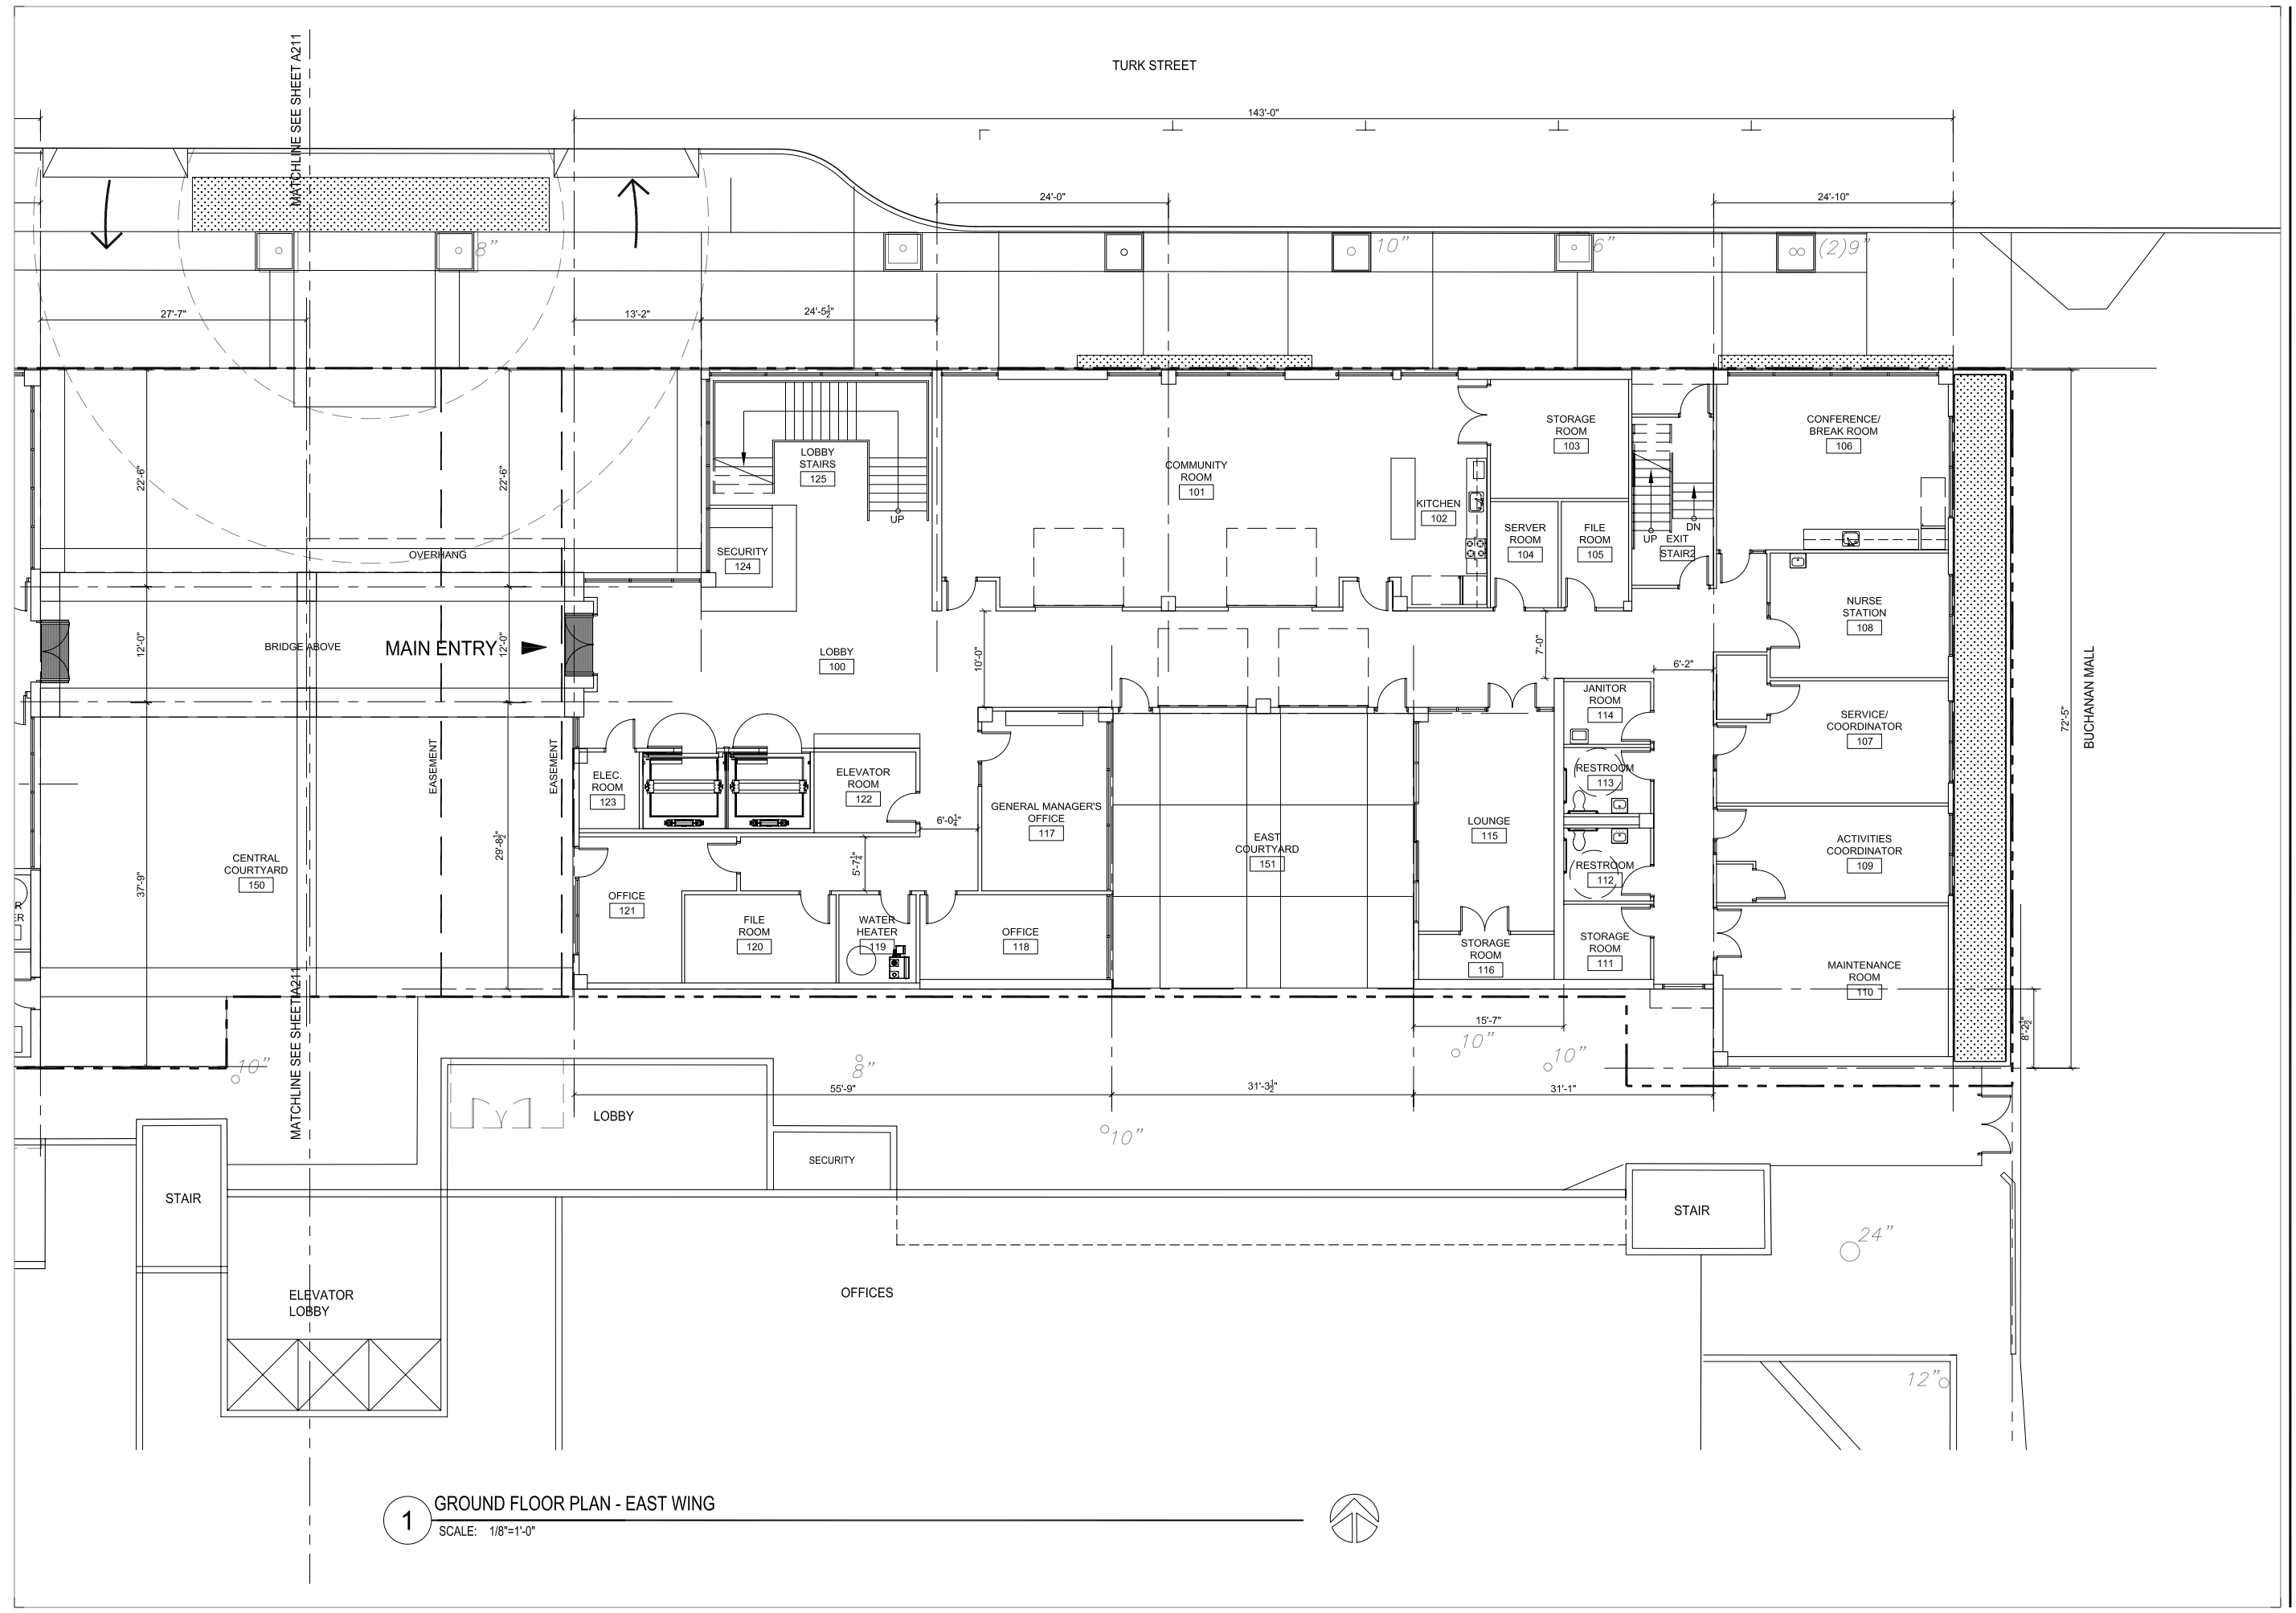 TURK STREET
MATCHLINE SEE SHEET A211
143'-0"
24'-0"
24'-10"
8"
10"
6"
(2)9"
27'-7"
13'-2"
24'-5½"
22'-6"
22'-6"
LOBBY
STAIRS
125
UP
COMMUNITY
ROOM
101
KITCHEN
102
STORAGE
ROOM
103
SERVER
ROOM
104
FILE
ROOM
105
UP
EXIT
STAIR2
DN
CONFERENCE/
BREAK ROOM
106
OVERHANG
SECURITY
124
BRIDGE ABOVE
MAIN ENTRY
12'-0"
12'-0"
LOBBY
100
10'-0"
7'-0"
6'-2"
NURSE
STATION
108
JANITOR
ROOM
114
SERVICE/
COORDINATOR
107
BUCHANAN MALL
72'-5"
EASEMENT
EASEMENT
ELEC.
ROOM
123
ELEVATOR
ROOM
122
6'-0¼"
GENERAL MANAGER'S
OFFICE
117
EAST
COURTYARD
151
LOUNGE
115
RESTROOM
113
RESTROOM
112
ACTIVITIES
COORDINATOR
109
CENTRAL
COURTYARD
150
37'-9"
29'-8½"
5'-7¼"
R
ER
OFFICE
121
FILE
ROOM
120
WATER
HEATER
119
OFFICE
118
STORAGE
ROOM
116
STORAGE
ROOM
111
MAINTENANCE
ROOM
110
8'-2½"
MATCHLINE SEE SHEET A211
10"
8"
15'-7"
10"
10"
55'-9"
31'-3½"
31'-1"
10"
LOBBY
SECURITY
STAIR
STAIR
24"
ELEVATOR
LOBBY
OFFICES
12"
1
GROUND FLOOR PLAN - EAST WING
SCALE: 1/8"=1'-0"